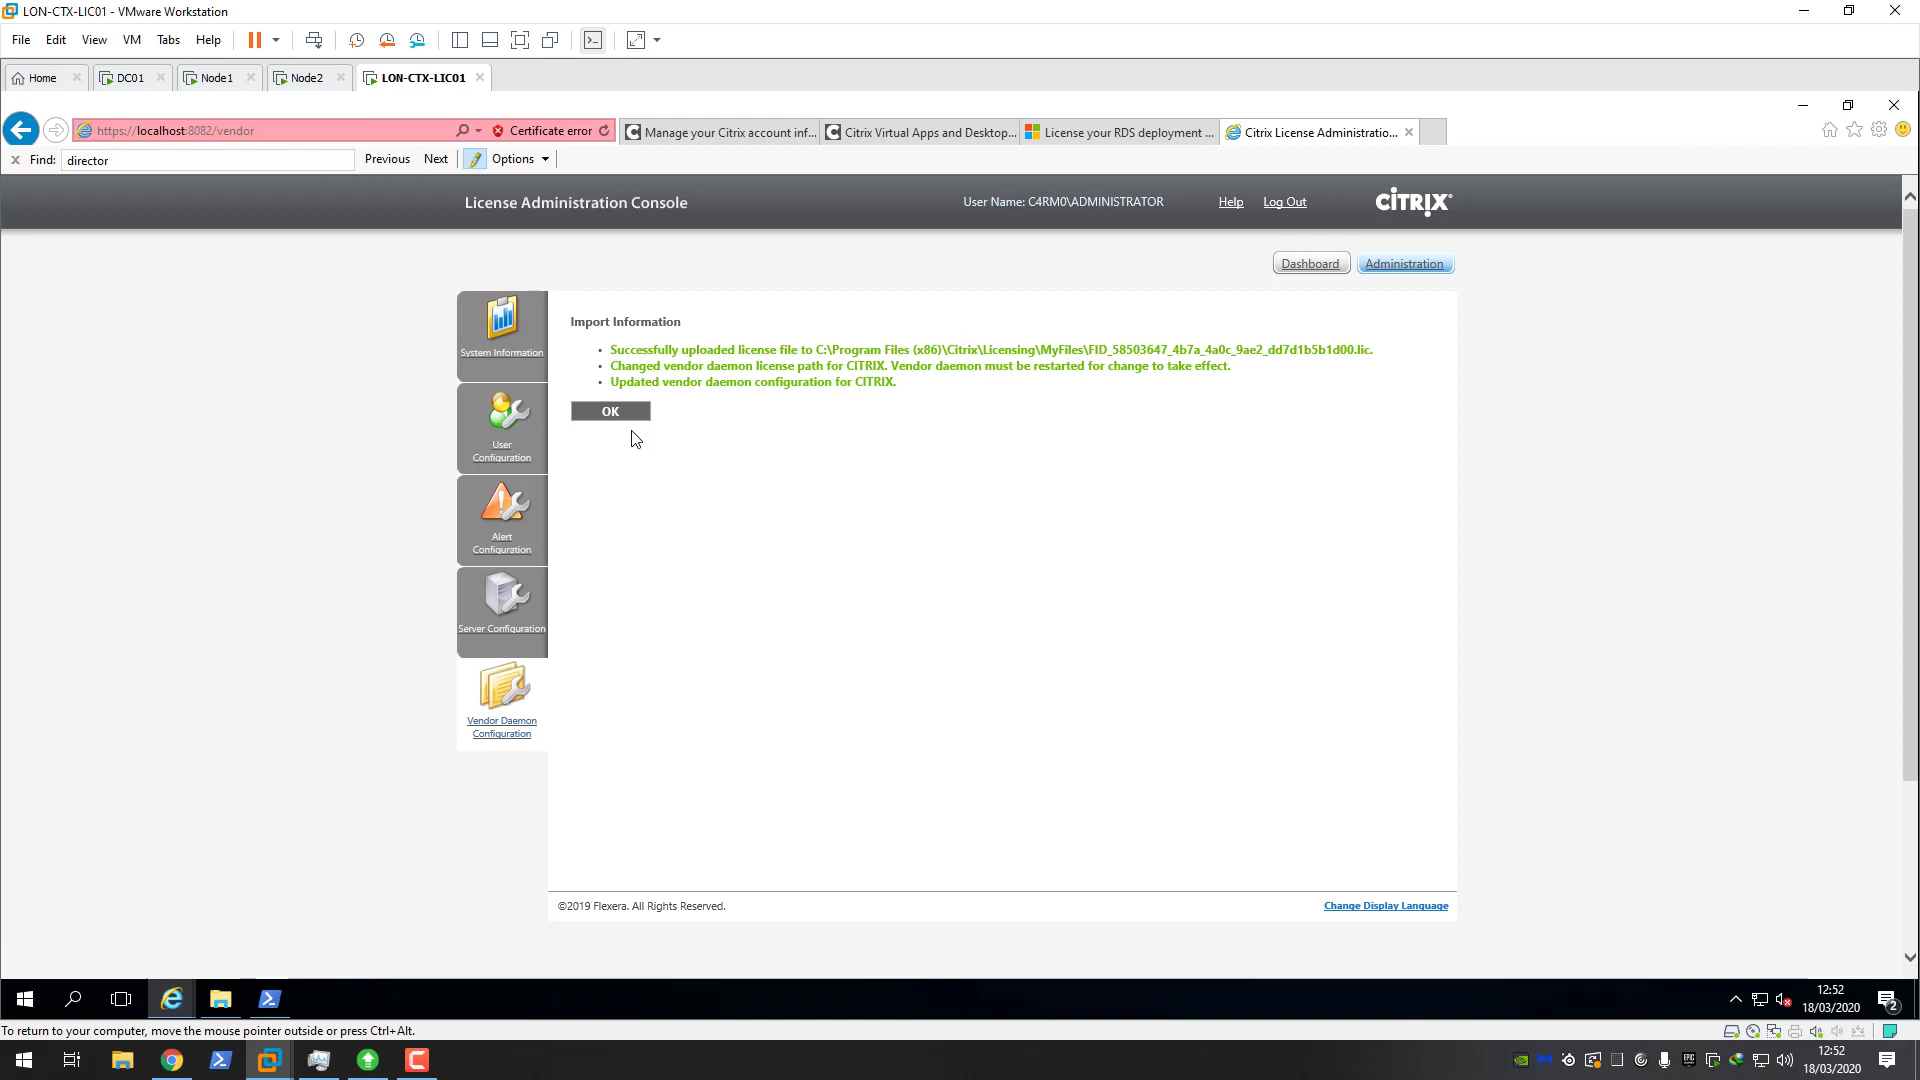 LON-CTX-LIC01 - VMware Workstation
File Edit View VM Tabs Help
Home DC01 Node1 Node2 LON-CTX-LIC01
https://localhost:8082/vendor Certificate error Manage your Citrix account inf... Citrix Virtual Apps and Desktop... License your RDS deployment ... Citrix License Administratio...
Find: director Previous Next Options
License Administration Console User Name: C4RM0\ADMINISTRATOR Help Log Out CİTRIX
Dashboard Administration
System Information
User
Configuration
Alert
Configuration
Server Configuration
Vendor Daemon
Configuration
Import Information
• Successfully uploaded license file to C:\Program Files (x86)\Citrix\Licensing\MyFiles\FID_58503647_4b7a_4a0c_9ae2_dd7d1b5b1d00.lic.
• Changed vendor daemon license path for CITRIX. Vendor daemon must be restarted for change to take effect.
• Updated vendor daemon configuration for CITRIX.
OK
©2019 Flexera. All Rights Reserved. Change Display Language
12:52
18/03/2020
2
To return to your computer, move the mouse pointer outside or press Ctrl+Alt.
12:52
18/03/2020